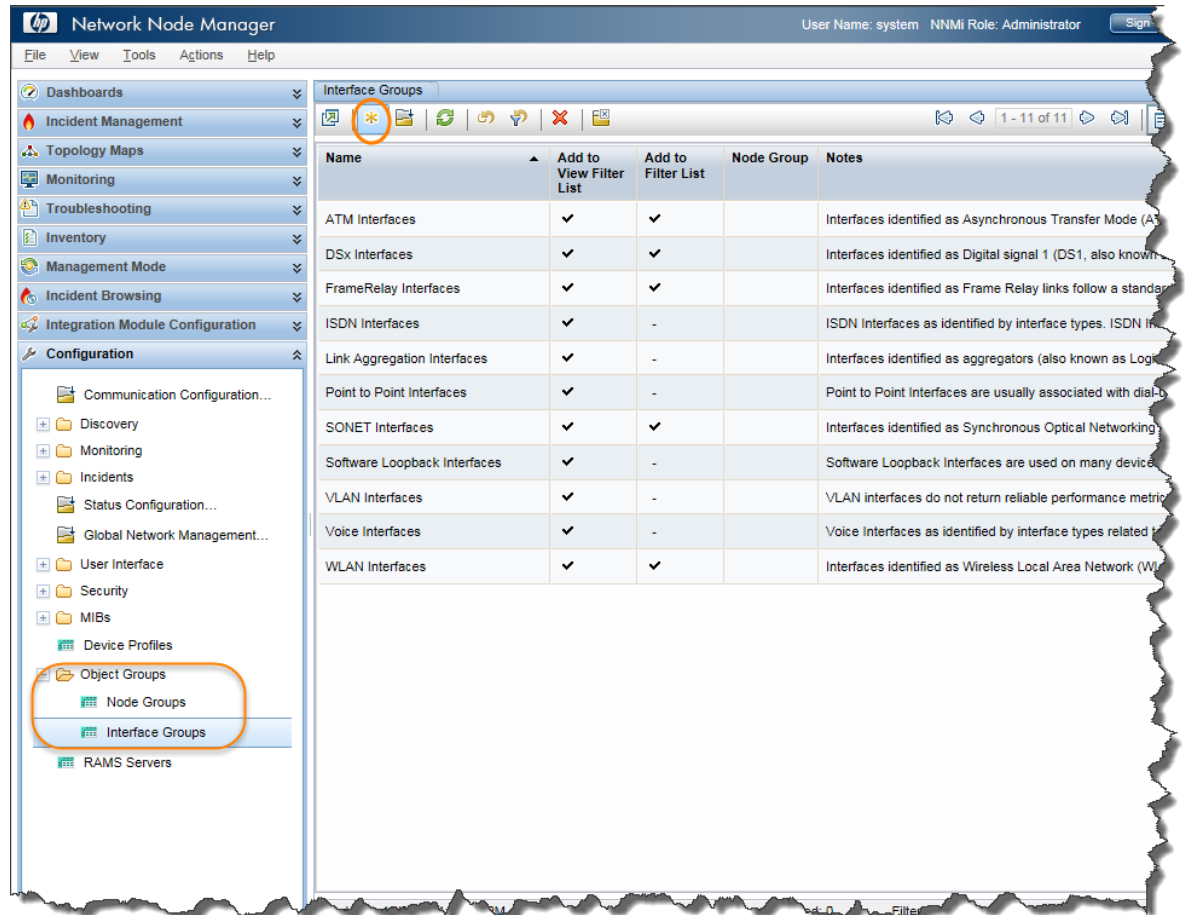 hp Network Node Manager
User Name: system NNMi Role: Administrator Sign
File View Tools Actions Help
Dashboards
Incident Management
Topology Maps
Monitoring
Troubleshooting
Inventory
Management Mode
Incident Browsing
Integration Module Configuration
Configuration
Communication Configuration...
Discovery
Monitoring
Incidents
Status Configuration...
Global Network Management...
User Interface
Security
MIBs
Device Profiles
Object Groups
Node Groups
Interface Groups
RAMS Servers
Interface Groups
1 - 11 of 11
Name Add to View Filter List Add to Filter List Node Group Notes
ATM Interfaces ✔ ✔ Interfaces identified as Asynchronous Transfer Mode
DSx Interfaces ✔ ✔ Interfaces identified as Digital signal 1 (DS1, also known
FrameRelay Interfaces ✔ ✔ Interfaces identified as Frame Relay links follow a
ISDN Interfaces ✔ - ISDN Interfaces as identified by interface types. ISDN
Link Aggregation Interfaces ✔ - Interfaces identified as aggregators (also known as
Point to Point Interfaces ✔ - Point to Point Interfaces are usually associated with
SONET Interfaces ✔ ✔ Interfaces identified as Synchronous Optical Networking
Software Loopback Interfaces ✔ - Software Loopback Interfaces are used on many
VLAN Interfaces ✔ - VLAN interfaces do not return reliable performance
Voice Interfaces ✔ - Voice Interfaces as identified by interface types related
WLAN Interfaces ✔ ✔ Interfaces identified as Wireless Local Area Network